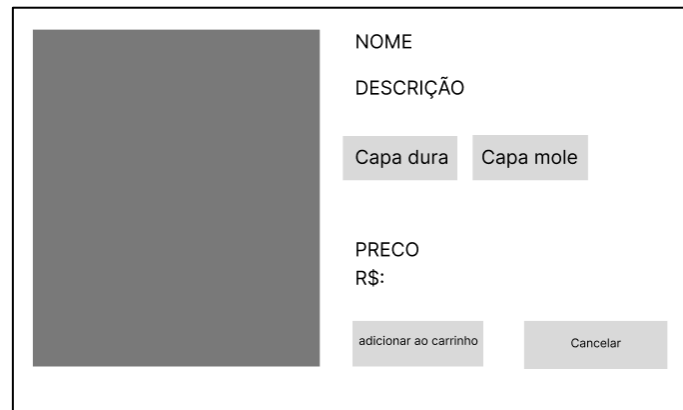 NOME
DESCRIÇÃO
Capa dura Capa mole
PRECO
R$:
adicionar ao carrinho Cancelar